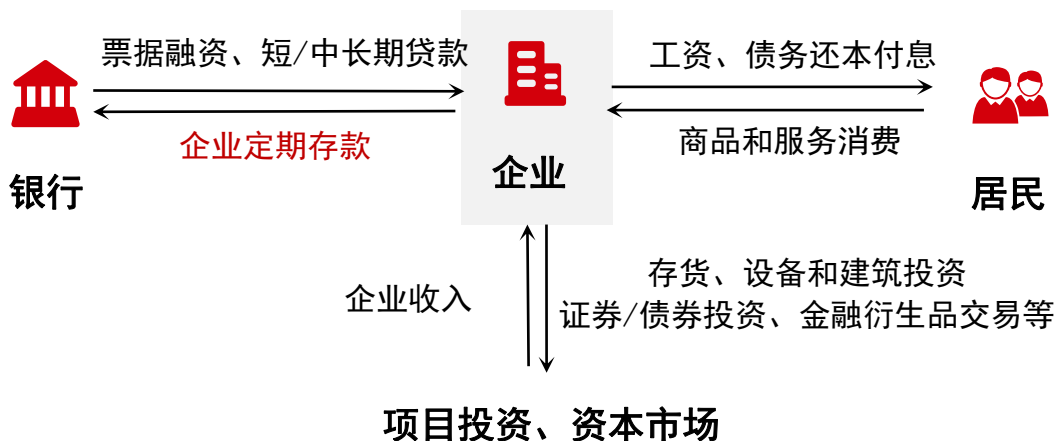 票据融资、短/中长期贷款
企业定期存款
银行
企业
工资、债务还本付息
商品和服务消费
居民
企业收入
存货、设备和建筑投资
证券/债券投资、金融衍生品交易等
项目投资、资本市场